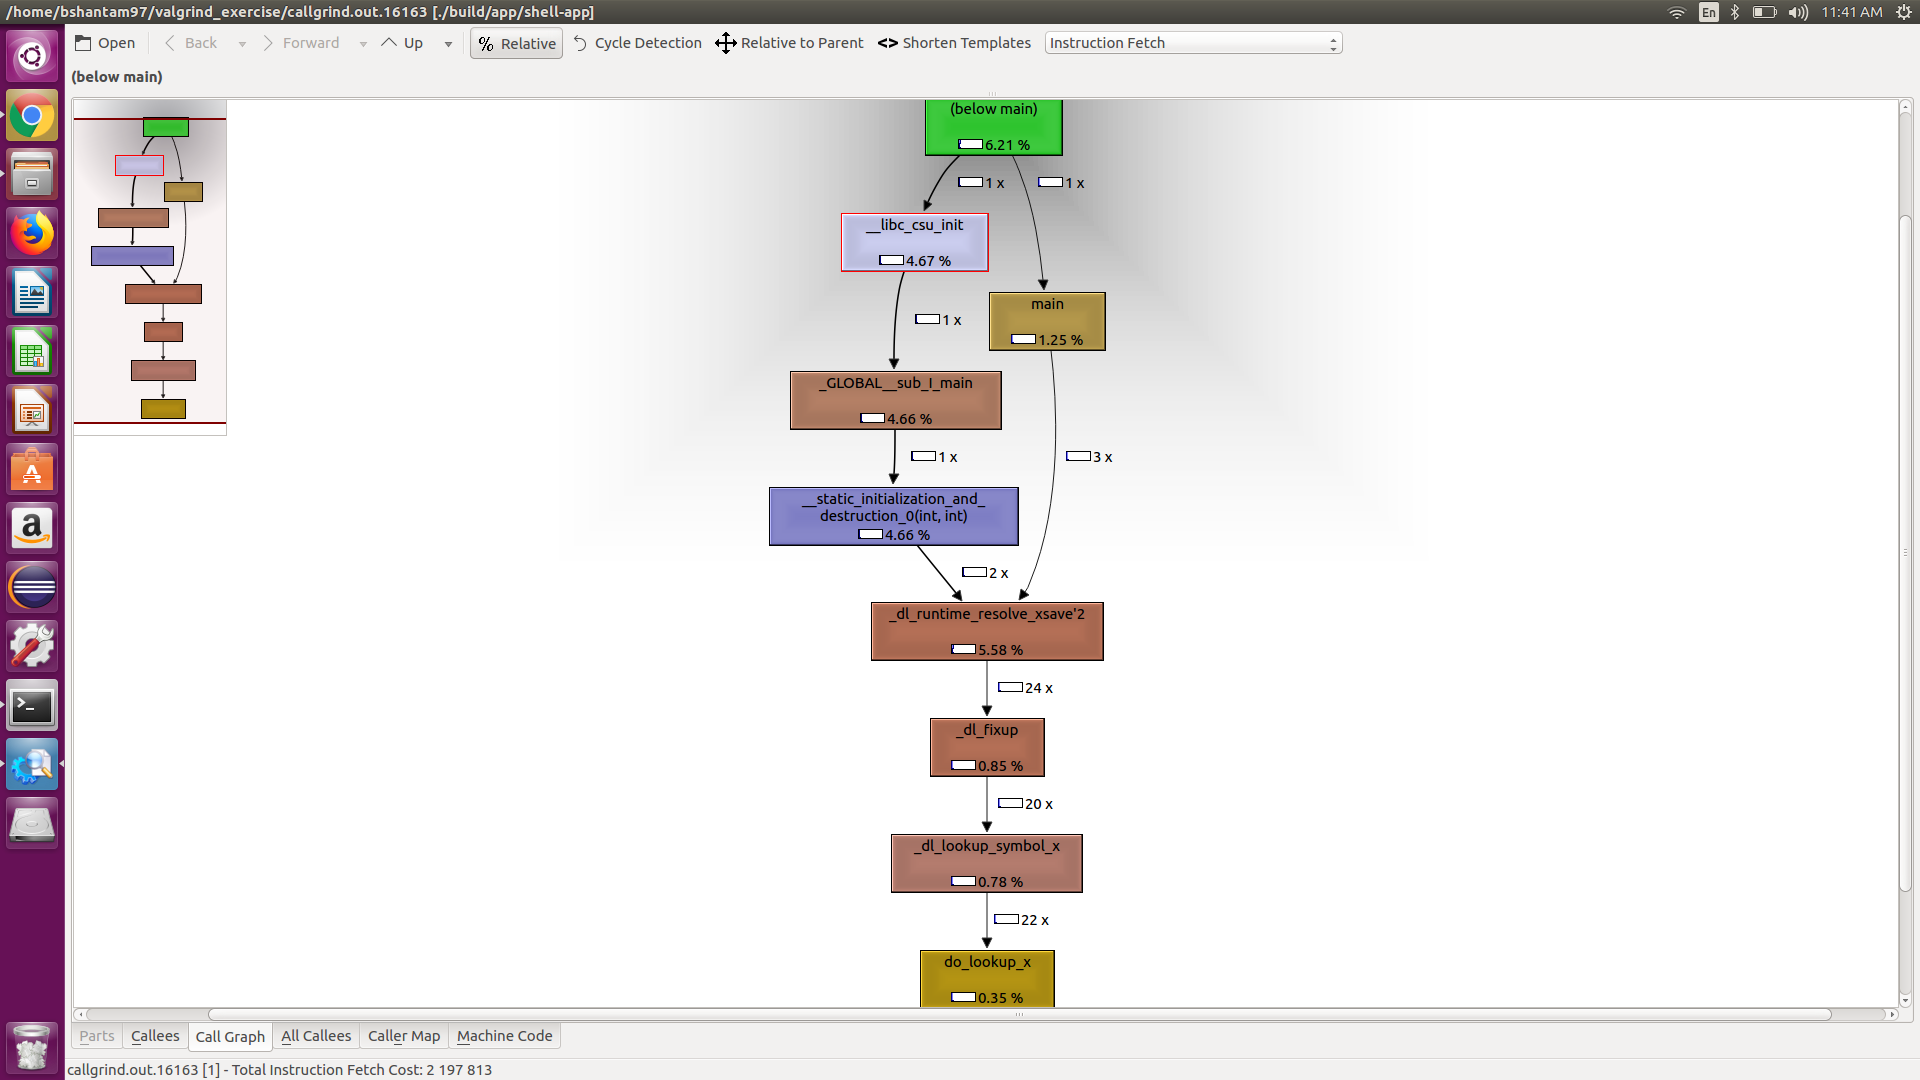 /home/bshantam97/valgrind_exercise/callgrind.out.16163 [./build/app/shell-app]
En
11:41 AM
Open
Back
Forward
Up
% Relative
Cycle Detection
Relative to Parent
<> Shorten Templates
Instruction Fetch
(below main)
(below main)
6.21 %
1 x
1 x
__libc_csu_init
4.67 %
main
1.25 %
1 x
_GLOBAL__sub_I_main
4.66 %
1 x
3 x
__static_initialization_and_
destruction_0(int, int)
4.66 %
2 x
_dl_runtime_resolve_xsave'2
5.58 %
24 x
_dl_fixup
0.85 %
20 x
_dl_lookup_symbol_x
0.78 %
22 x
do_lookup_x
0.35 %
Parts
Callees
Call Graph
All Callees
Caller Map
Machine Code
callgrind.out.16163 [1] - Total Instruction Fetch Cost: 2 197 813